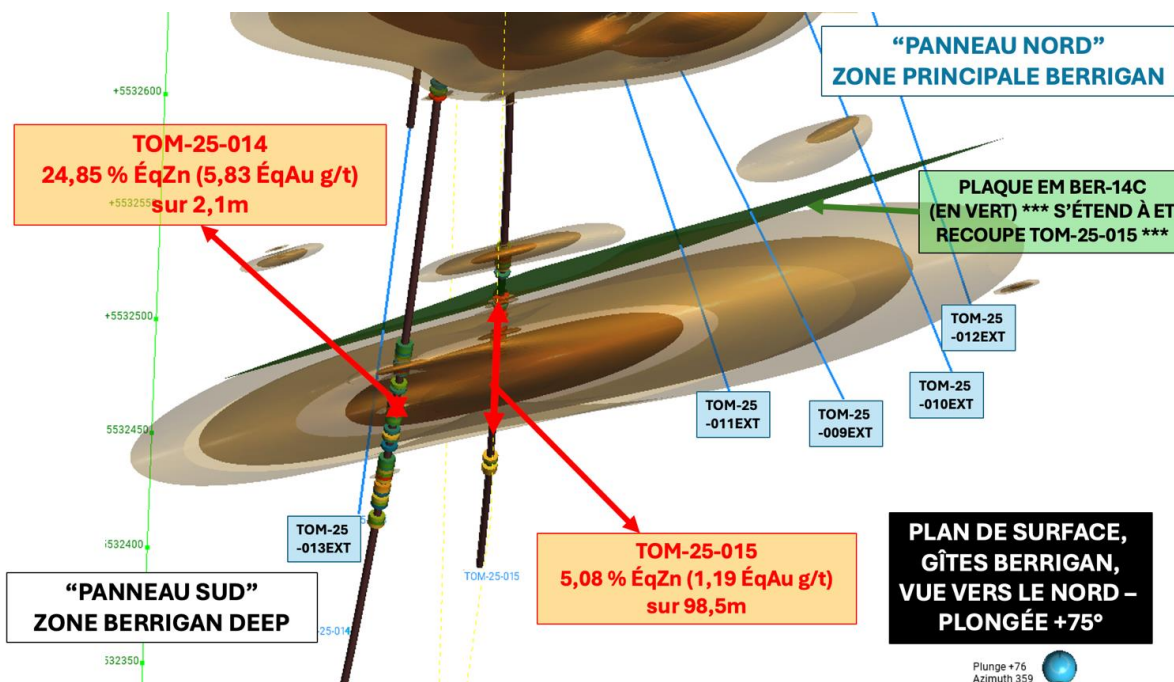 “PANNEAU NORD”
ZONE PRINCIPALE BERRIGAN
+5532600
TOM-25-014
24,85 % ÉqZn (5,83 ÉqAu g/t)
sur 2,1m
+5532550
PLAQUE EM BER-14C
(EN VERT) *** S’ÉTEND À ET
RECOUPE TOM-25-015 ***
+5532500
TOM-25
-012EXT
TOM-25
-010EXT
TOM-25
-009EXT
TOM-25
-011EXT
5532450
TOM-25
-013EXT
5532400
TOM-25-015
TOM-25-015
5,08 % ÉqZn (1,19 ÉqAu g/t)
sur 98,5m
PLAN DE SURFACE,
GÎTES BERRIGAN,
VUE VERS LE NORD –
PLONGÉE +75°
“PANNEAU SUD”
ZONE BERRIGAN DEEP
25-014
5532350
Plunge +76
Azimuth 359